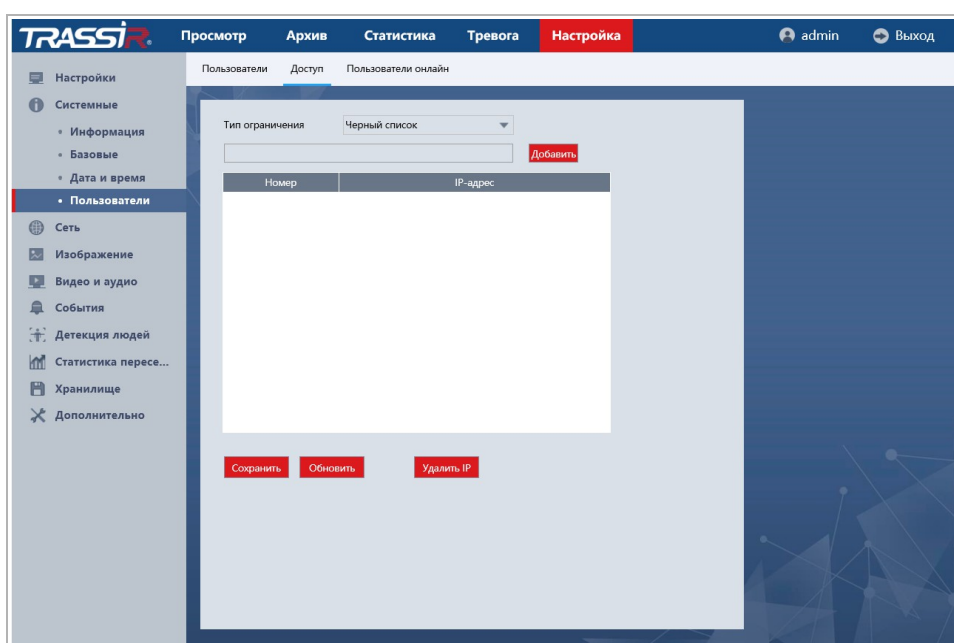 TRASSIR®
Просмотр Архив Статистика Тревога Настройка admin Выход
Пользователи Доступ Пользователи онлайн
Настройки
Системные
Информация
Базовые
Дата и время
Пользователи
Сеть
Изображение
Видео и аудио
События
Детекция людей
Статистика пересе...
Хранилище
Дополнительно
Тип ограничения Черный список
Добавить
Номер IP-адрес
Сохранить Обновить Удалить IP